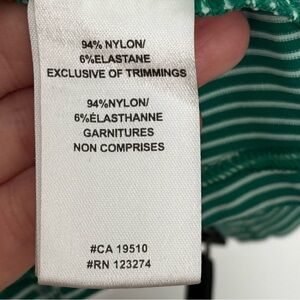 94% NYLON/
6%ELASTANE
EXCLUSIVE OF TRIMMINGS
94%NYLON/
6%ÉLASTHANNE
GARNITURES
NON COMPRISES
#CA 19510
#RN 123274